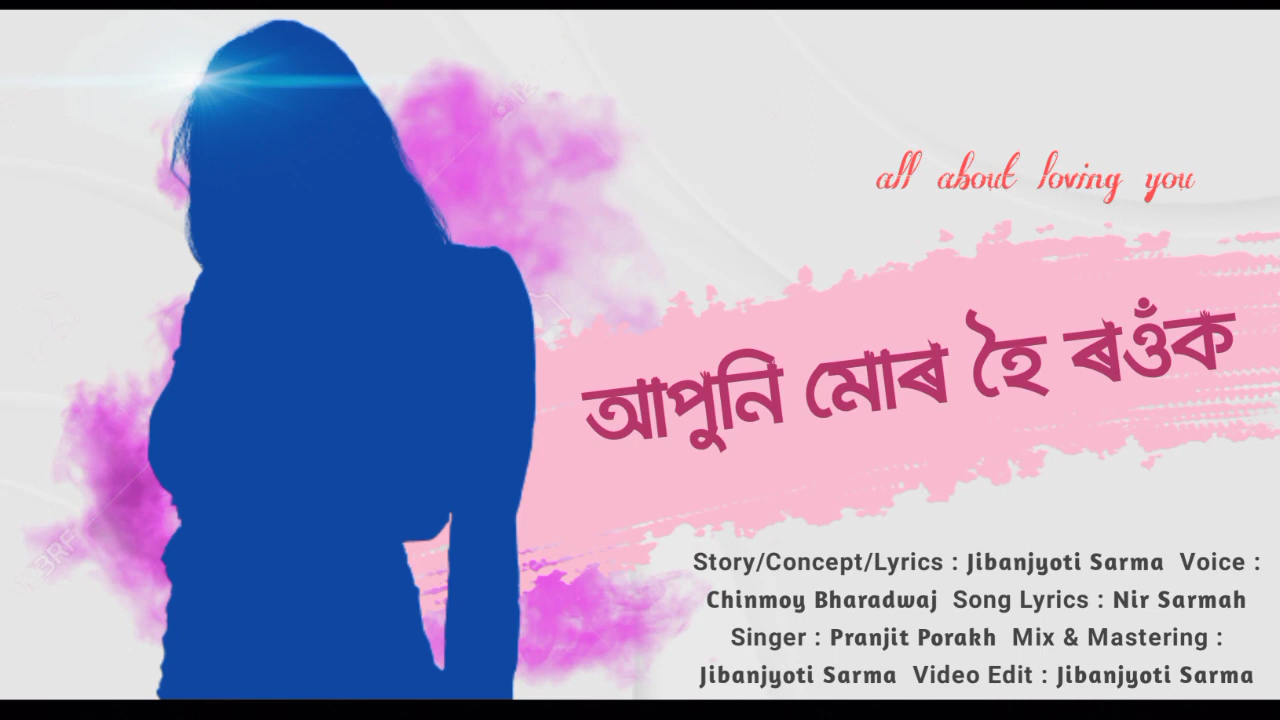 all about loving you
আপুনি মোৰ হৈ ৰওঁক
Story/Concept/Lyrics : Jibanjyoti Sarma Voice :
Chinmoy Bharadwaj Song Lyrics : Nir Sarmah
Singer : Pranjit Porakh Mix & Mastering :
Jibanjyoti Sarma Video Edit : Jibanjyoti Sarma